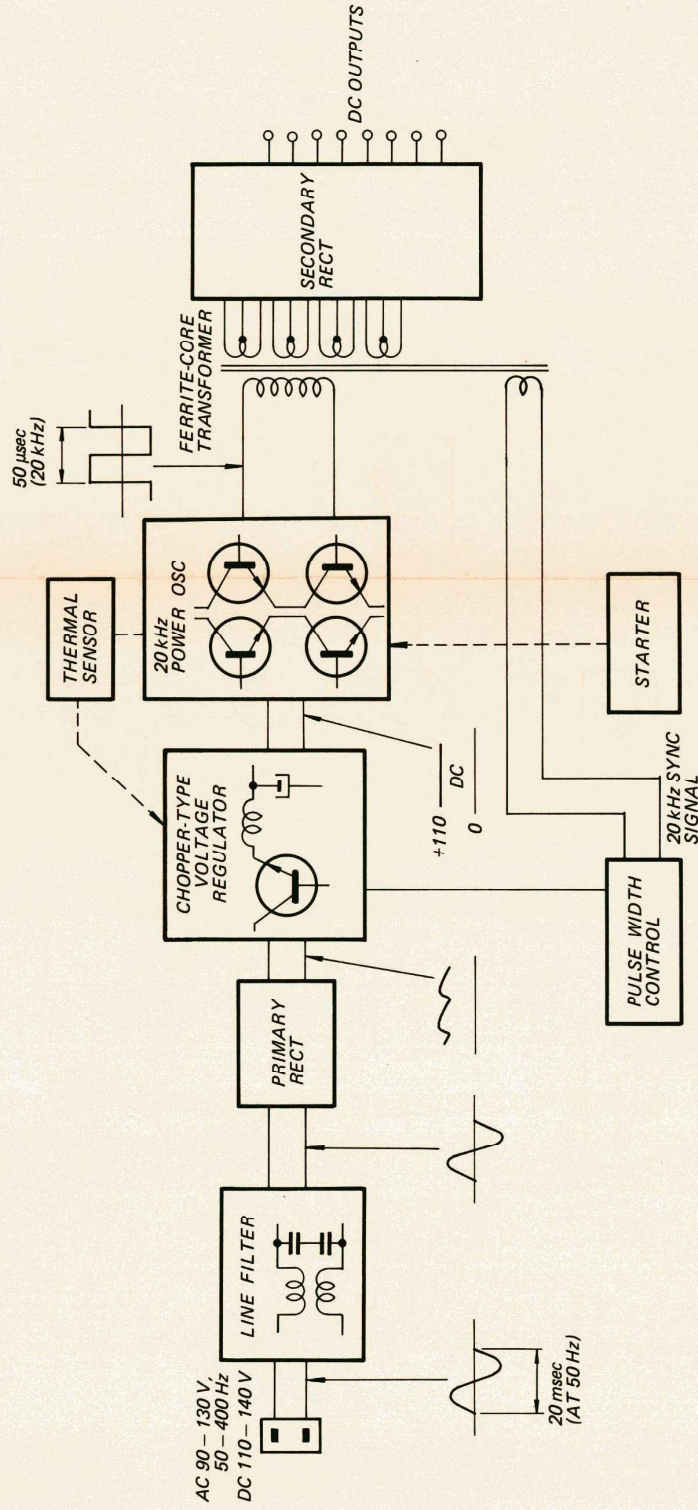 AC 90 – 130 V,
50 – 400 Hz
DC 110 – 140 V
LINE FILTER
20 msec
(AT 50 Hz)
PRIMARY
RECT
CHOPPER-TYPE
VOLTAGE
REGULATOR
+110
DC
0
THERMAL
SENSOR
20 kHz
POWER OSC
50 μsec
(20 kHz)
FERRITE-CORE
TRANSFORMER
SECONDARY
RECT
DC OUTPUTS
PULSE WIDTH
CONTROL
20 kHz SYNC
SIGNAL
STARTER